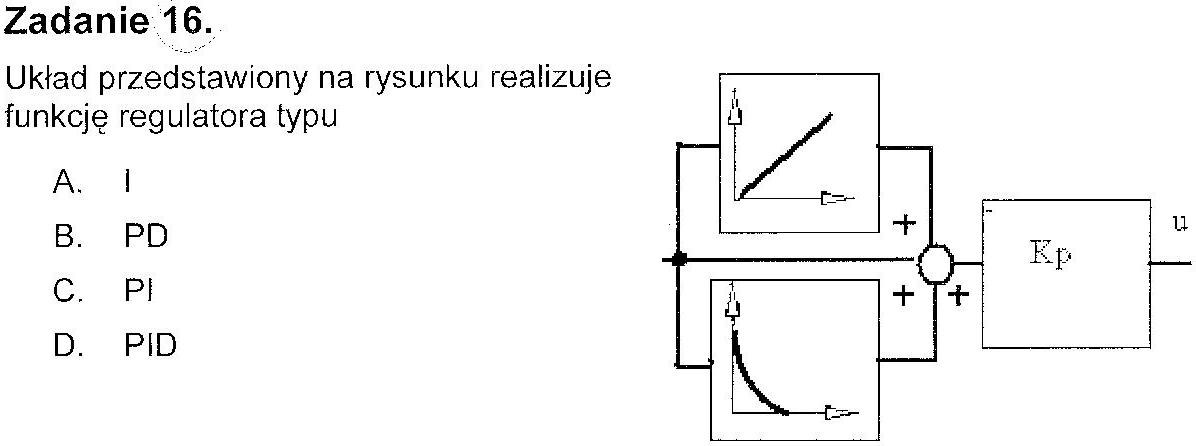 Zadanie 16.
Układ przedstawiony na rysunku realizuje
funkcję regulatora typu
A. I
B. PD
C. PI
D. PID
+
+ +
Kp
u